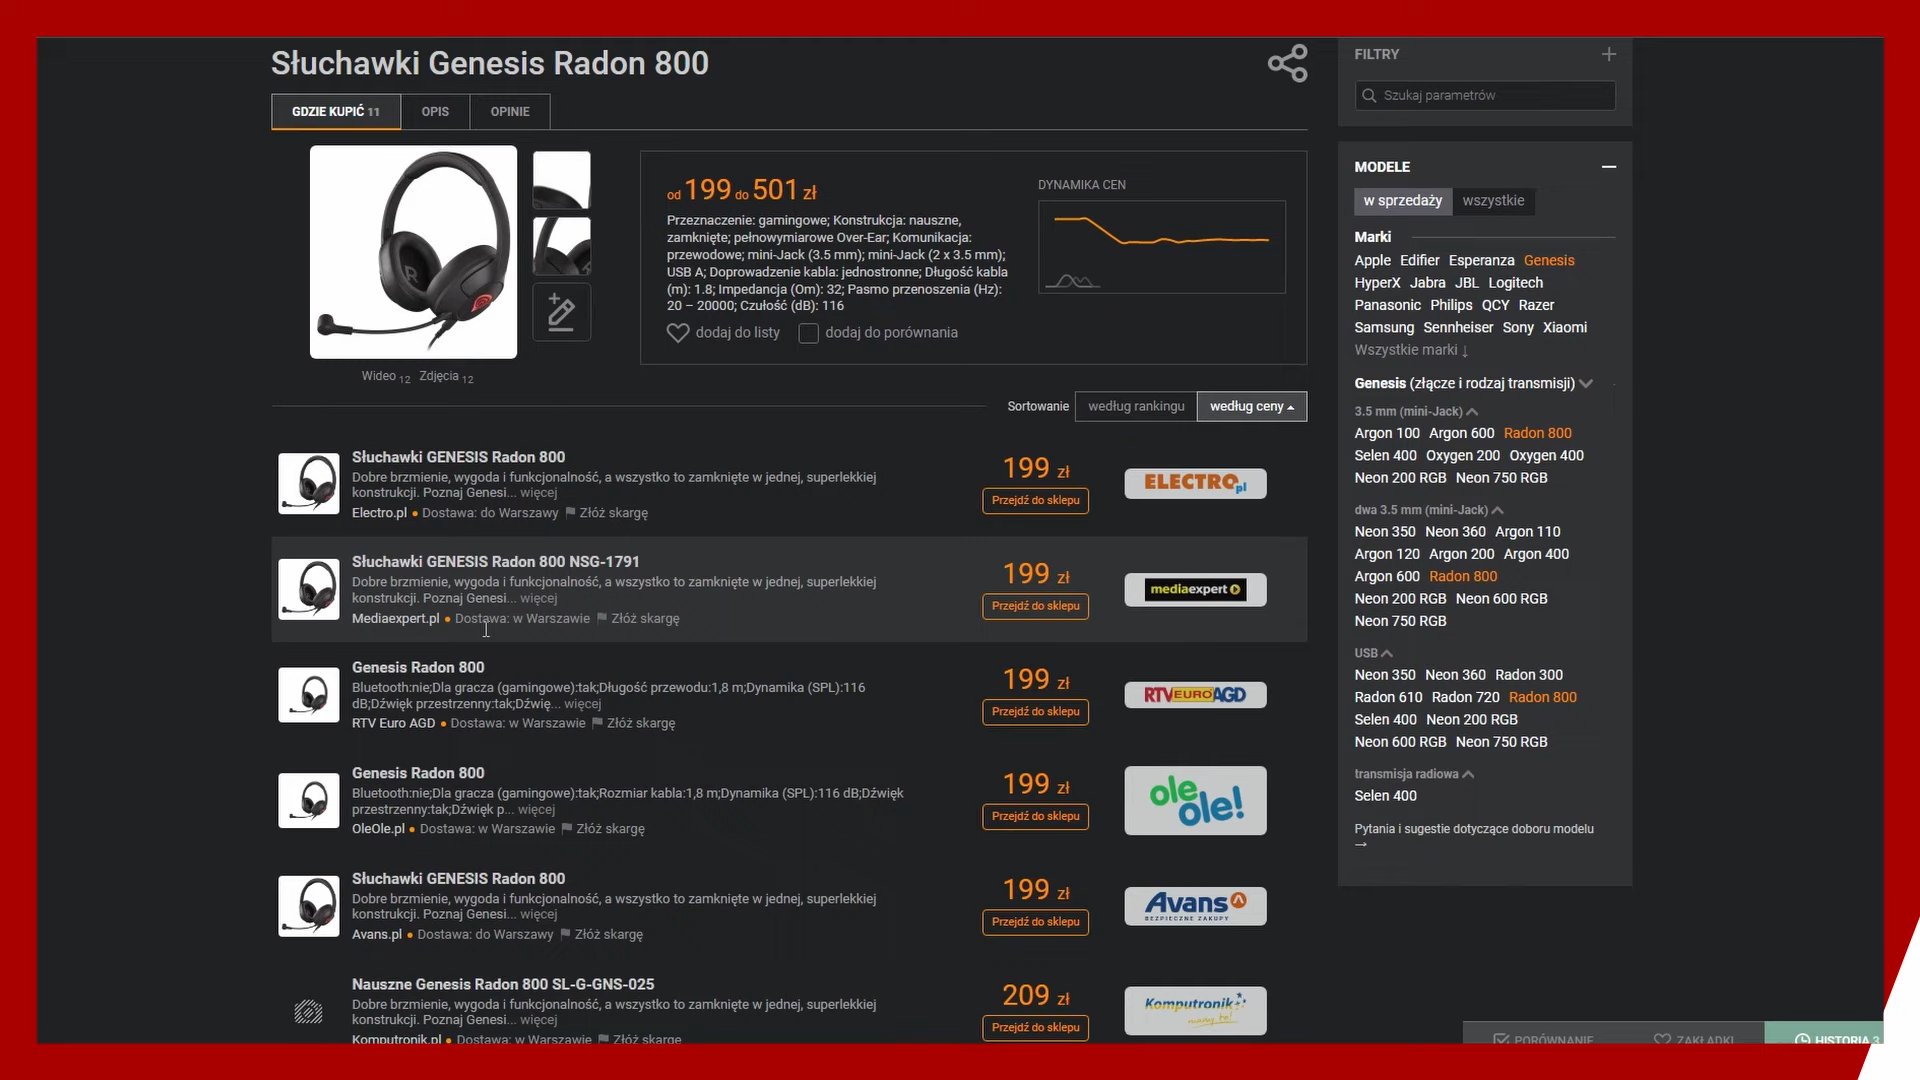 Słuchawki Genesis Radon 800
GDZIE KUPIĆ 11
OPIS
OPINIE
Wideo 12 Zdjęcia 12
od 199 do 501 zł
Przeznaczenie: gamingowe; Konstrukcja: nauszne,
zamknięte; pełnowymiarowe Over-Ear; Komunikacja:
przewodowe; mini-Jack (3.5 mm); mini-Jack (2 x 3.5 mm);
USB A; Doprowadzenie kabla: jednostronne; Długość kabla
(m): 1.8; Impedancja (Om): 32; Pasmo przenoszenia (Hz):
20 – 20000; Czułość (dB): 116
dodaj do listy
dodaj do porównania
DYNAMIKA CEN
Sortowanie
według rankingu
według ceny
Słuchawki GENESIS Radon 800
Dobre brzmienie, wygoda i funkcjonalność, a wszystko to zamknięte w jednej, superlekkiej
konstrukcji. Poznaj Genesi... więcej
Electro.pl • Dostawa: do Warszawy Złóż skargę
199 zł
Przejdź do sklepu
ELECTRO.pl
Słuchawki GENESIS Radon 800 NSG-1791
Dobre brzmienie, wygoda i funkcjonalność, a wszystko to zamknięte w jednej, superlekkiej
konstrukcji. Poznaj Genesi... więcej
Mediaexpert.pl • Dostawa: w Warszawie Złóż skargę
199 zł
Przejdź do sklepu
mediaexpert
Genesis Radon 800
Bluetooth:nie;Dla gracza (gamingowe):tak;Długość przewodu:1,8 m;Dynamika (SPL):116
dB;Dźwięk przestrzenny:tak;Dźwię... więcej
RTV Euro AGD • Dostawa: w Warszawie Złóż skargę
199 zł
Przejdź do sklepu
RTV EURO AGD
Genesis Radon 800
Bluetooth:nie;Dla gracza (gamingowe):tak;Rozmiar kabla:1,8 m;Dynamika (SPL):116 dB;Dźwięk
przestrzenny:tak;Dźwięk p... więcej
OleOle.pl • Dostawa: w Warszawie Złóż skargę
199 zł
Przejdź do sklepu
ole
ole!
Słuchawki GENESIS Radon 800
Dobre brzmienie, wygoda i funkcjonalność, a wszystko to zamknięte w jednej, superlekkiej
konstrukcji. Poznaj Genesi... więcej
Avans.pl • Dostawa: do Warszawy Złóż skargę
199 zł
Przejdź do sklepu
Avans
BEZPIECZNE ZAKUPY
Nauszne Genesis Radon 800 SL-G-GNS-025
Dobre brzmienie, wygoda i funkcjonalność, a wszystko to zamknięte w jednej, superlekkiej
konstrukcji. Poznaj Genesi... więcej
Komputronik.pl • Dostawa: w Warszawie Złóż skargę
209 zł
Przejdź do sklepu
Komputronik
mamy to!
FILTRY
Szukaj parametrów
MODELE
w sprzedaży
wszystkie
Marki
Apple Edifier Esperanza Genesis
HyperX Jabra JBL Logitech
Panasonic Philips QCY Razer
Samsung Sennheiser Sony Xiaomi
Wszystkie marki ↓
Genesis (złącze i rodzaj transmisji)
3.5 mm (mini-Jack)
Argon 100 Argon 600 Radon 800
Selen 400 Oxygen 200 Oxygen 400
Neon 200 RGB Neon 750 RGB
dwa 3.5 mm (mini-Jack)
Neon 350 Neon 360 Argon 110
Argon 120 Argon 200 Argon 400
Argon 600 Radon 800
Neon 200 RGB Neon 600 RGB
Neon 750 RGB
USB
Neon 350 Neon 360 Radon 300
Radon 610 Radon 720 Radon 800
Selen 400 Neon 200 RGB
Neon 600 RGB Neon 750 RGB
transmisja radiowa
Selen 400
Pytania i sugestie dotyczące doboru modelu
→
PORÓWNANIE
ZAKŁADKI
HISTORIA 3